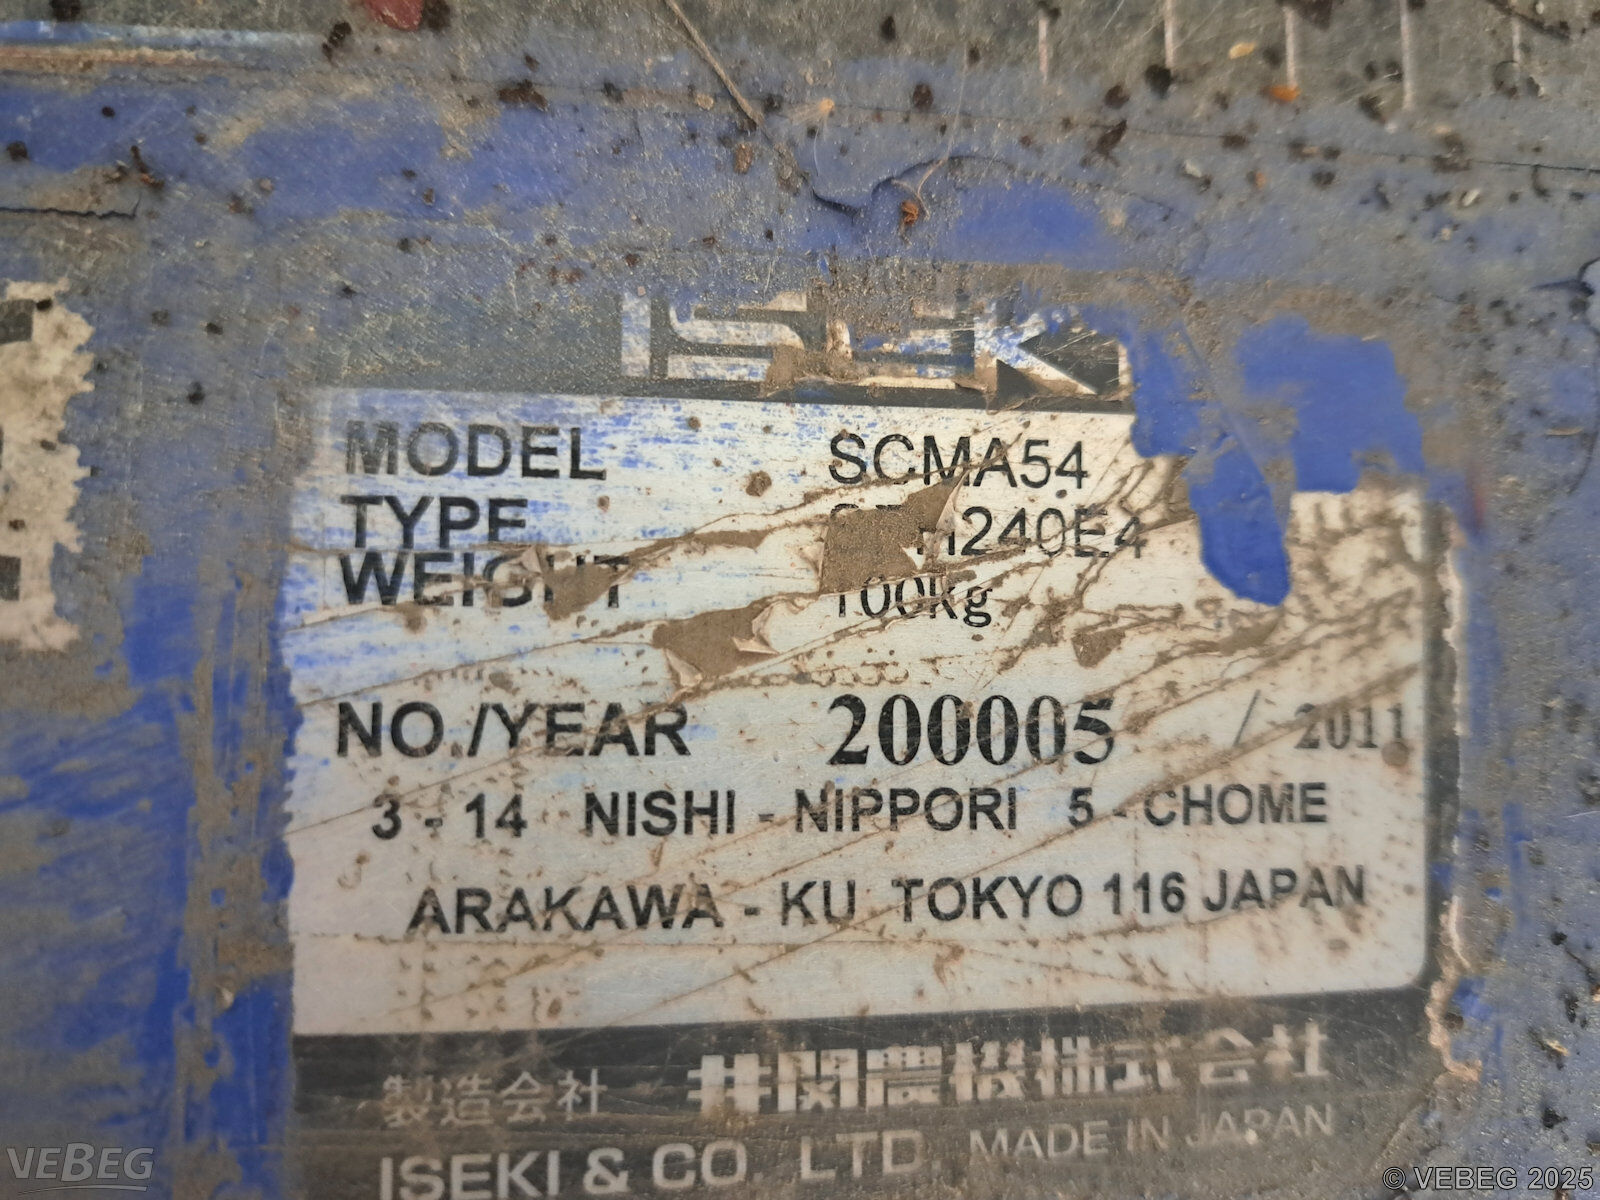 ISEKI
MODEL SCMA54
TYPE H240E4
WEIGHT 100Kg
NO./YEAR 200005 / 2011
3 - 14 NISHI - NIPPORI 5 - CHOME
ARAKAWA - KU TOKYO 116 JAPAN
製造会社 井関農機株式会社
ISEKI & CO. LTD. MADE IN JAPAN
VEBEG
© VEBEG 2025